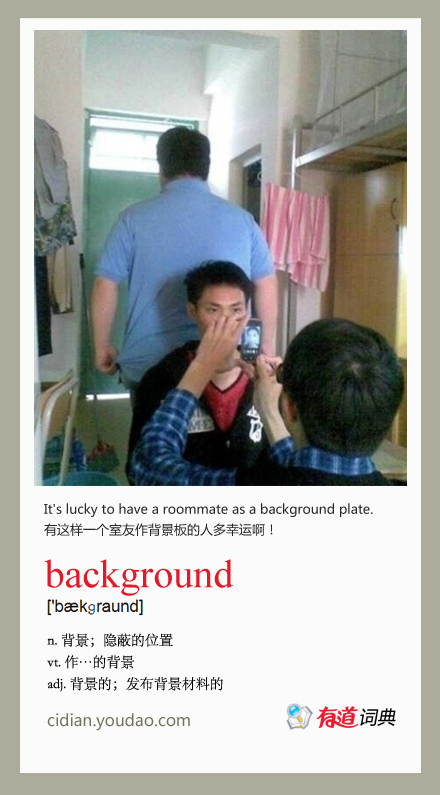 It's lucky to have a roommate as a background plate.
有这样一个室友作背景板的人多幸运啊！
background
['bækgraund]
n. 背景；隐蔽的位置
vt. 作…的背景
adj. 背景的；发布背景材料的
cidian.youdao.com
有道词典